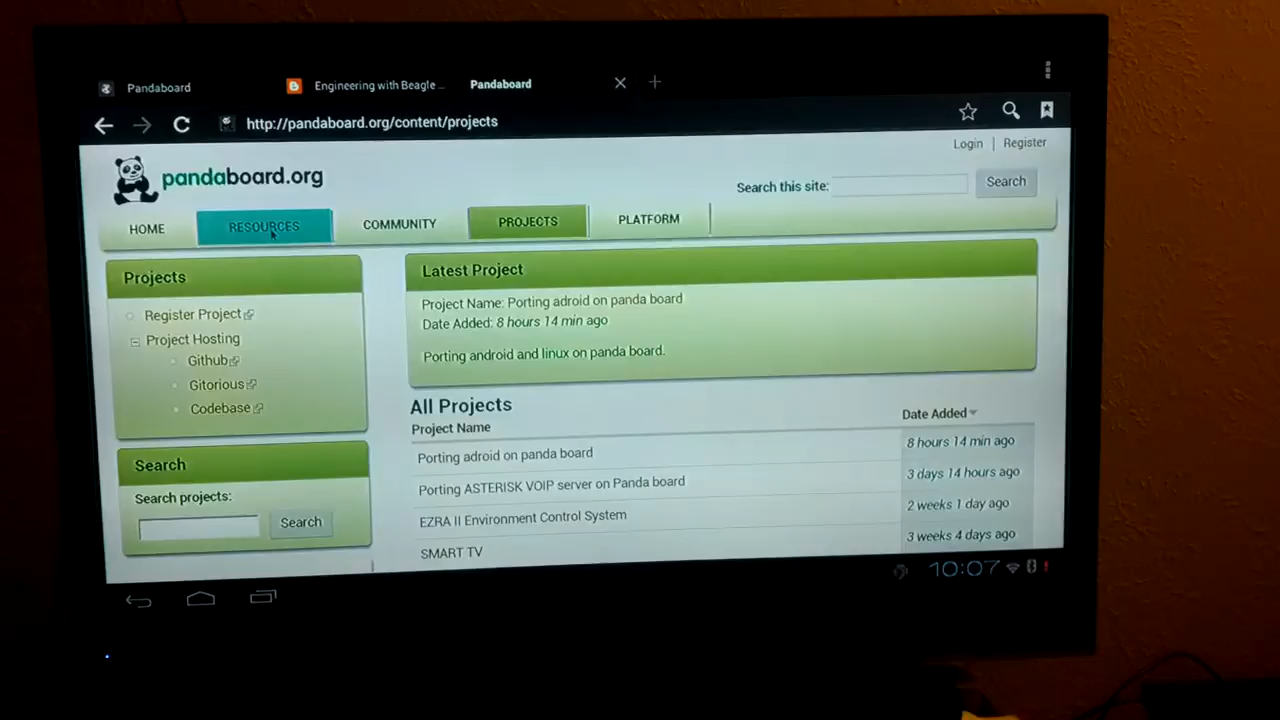 Pandaboard
Engineering with Beagle ...
Pandaboard
http://pandaboard.org/content/projects
Login | Register
pandaboard.org
Search this site:
Search
HOME
RESOURCES
COMMUNITY
PROJECTS
PLATFORM
Projects
Register Project
Project Hosting
Github
Gitorious
Codebase
Search
Search projects:
Search
Latest Project
Project Name: Porting adroid on panda board
Date Added: 8 hours 14 min ago
Porting android and linux on panda board.
All Projects
Project Name
Date Added
Porting adroid on panda board
8 hours 14 min ago
Porting ASTERISK VOIP server on Panda board
3 days 14 hours ago
EZRA II Environment Control System
2 weeks 1 day ago
SMART TV
3 weeks 4 days ago
10:07